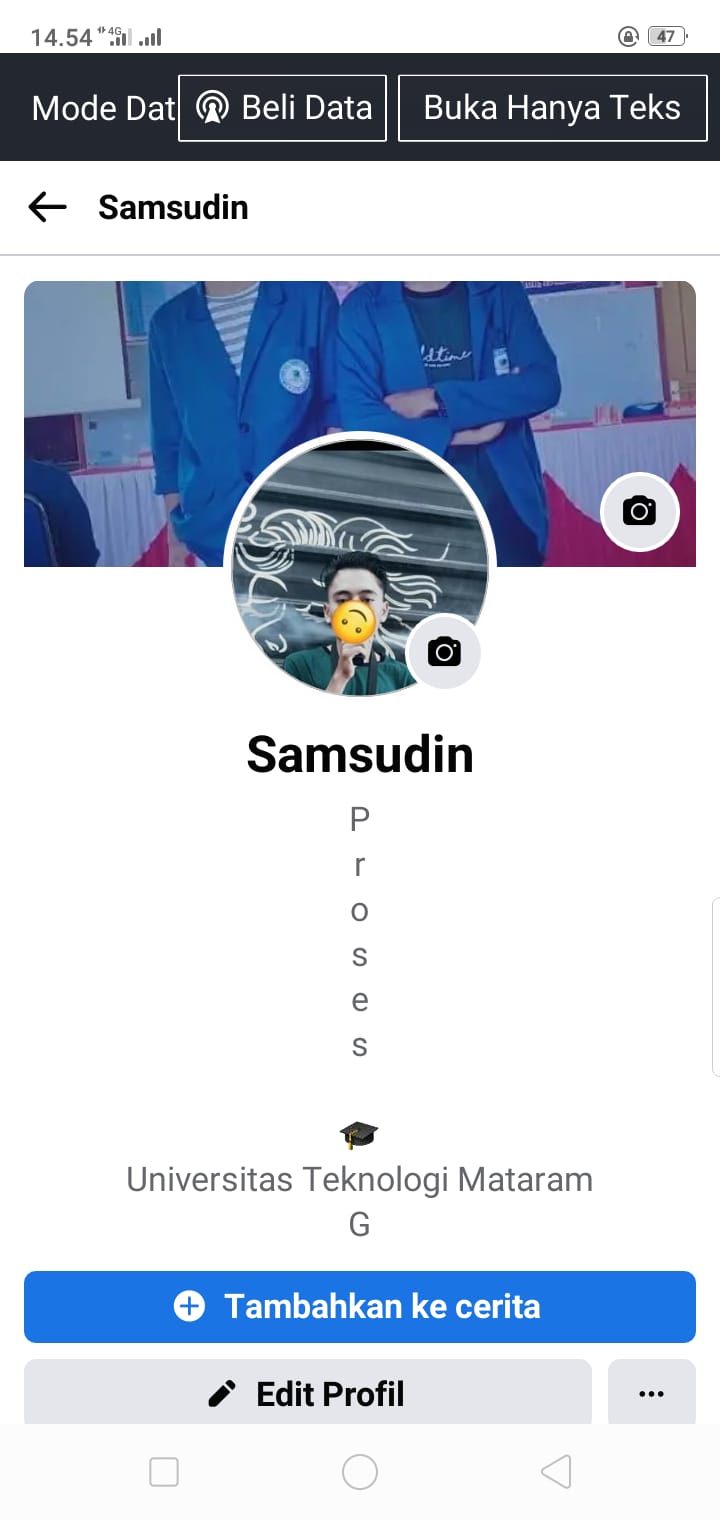 14.54 4G 47
Mode Dat Beli Data Buka Hanya Teks
Samsudin
Samsudin
P
r
o
s
e
s
Universitas Teknologi Mataram
G
Tambahkan ke cerita
Edit Profil